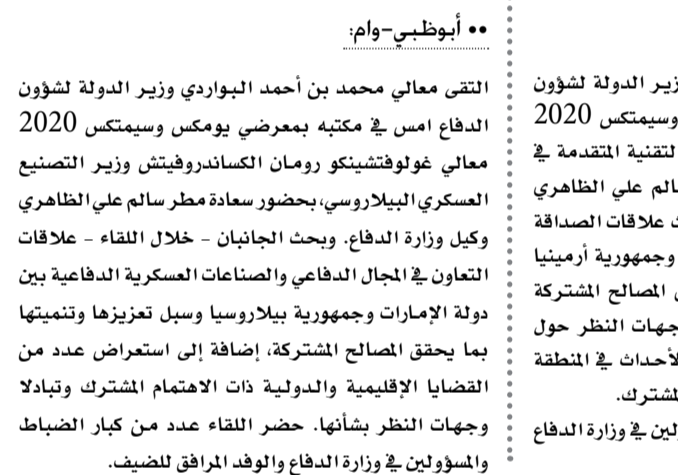 زير الدولة لشؤون
وسيمتكس 2020
لتقنية المتقدمة في
الم علي الظاهري
علاقات الصداقة
وجمهورية أرمينيا
المصالح المشتركة
جهات النظر حول
لأحداث في المنطقة
لمشترك.
لين في وزارة الدفاع
•• أبوظبي-وام:
التقى معالي محمد بن أحمد البواردي وزير الدولة لشؤون
الدفاع امس في مكتبه بمعرضي يومكس وسيمتكس 2020
معالي غولوفتشينكو رومان الكساندروفيتش وزير التصنيع
العسكري البيلاروسي، بحضور سعادة مطر سالم علي الظاهري
وكيل وزارة الدفاع. وبحث الجانبان - خلال اللقاء - علاقات
التعاون في المجال الدفاعي والصناعات العسكرية الدفاعية بين
دولة الإمارات وجمهورية بيلاروسيا وسبل تعزيزها وتنميتها
بما يحقق المصالح المشتركة، إضافة إلى استعراض عدد من
القضايا الإقليمية والدولية ذات الاهتمام المشترك وتبادلا
وجهات النظر بشأنها. حضر اللقاء عدد من كبار الضباط
والمسؤولين في وزارة الدفاع والوفد المرافق للضيف.